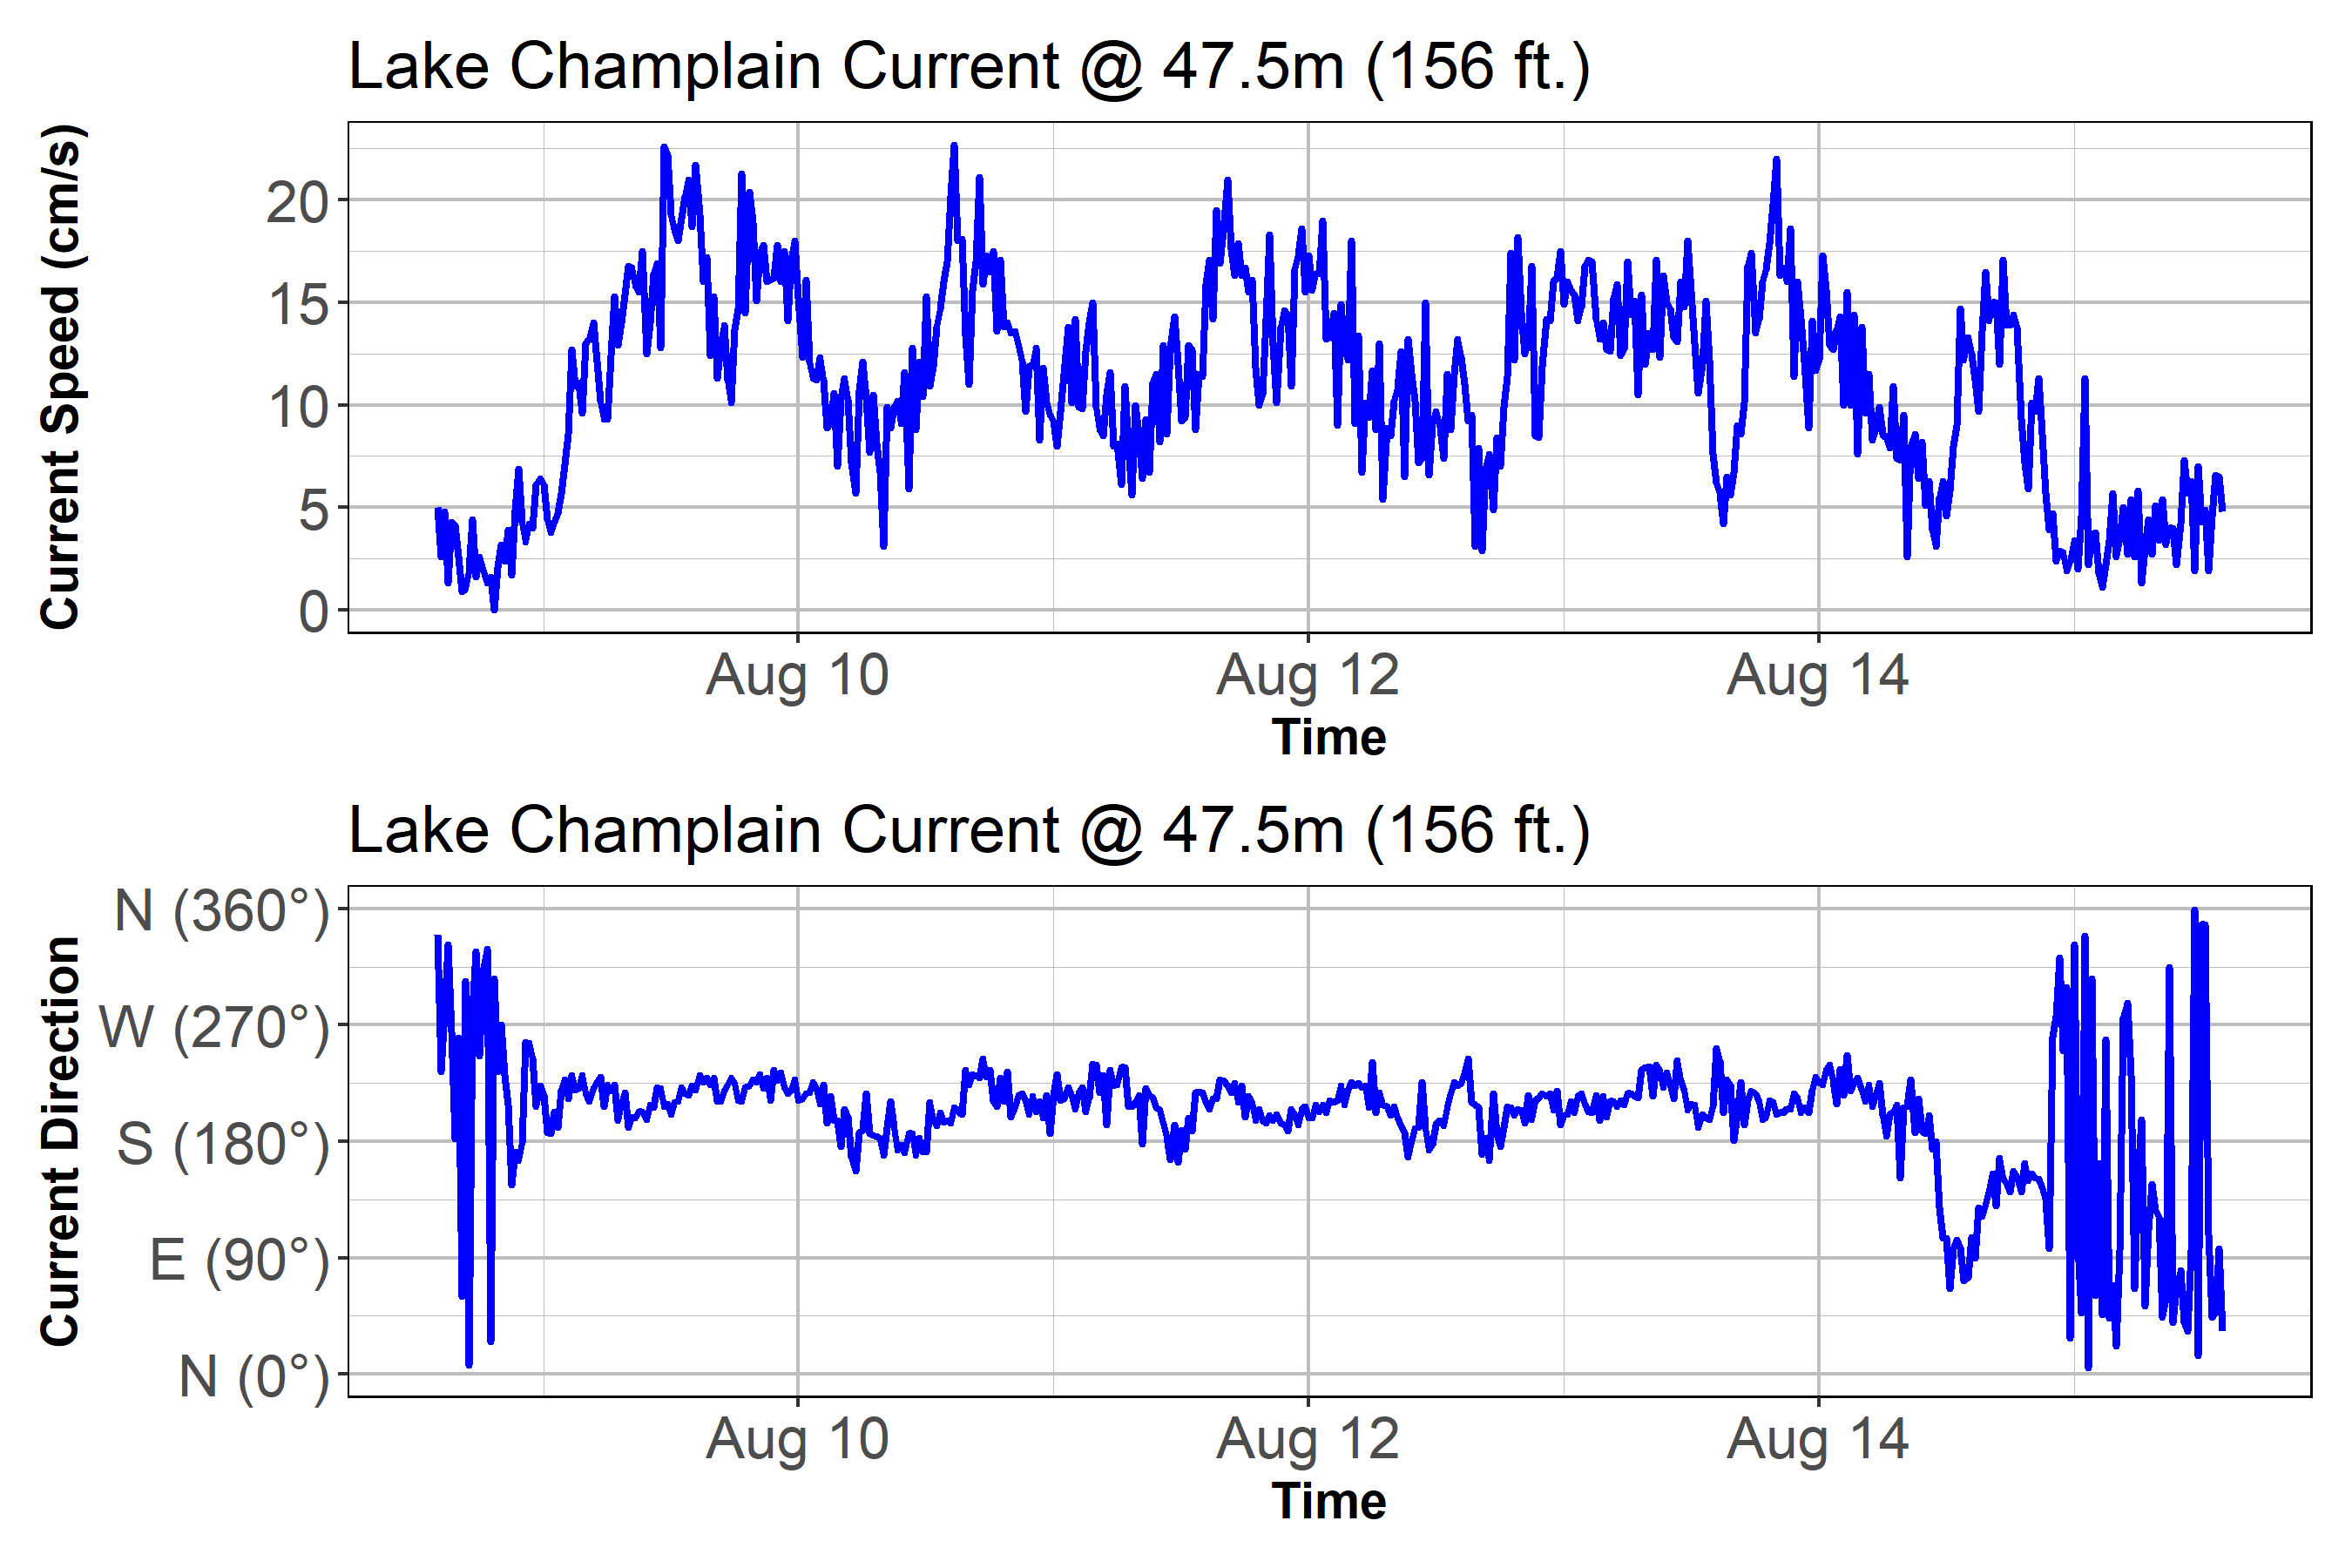 Lake Champlain Current @ 47.5m (156 ft.)
Current Speed (cm/s)
20
15
10
5
0
Aug 10 Aug 12 Aug 14
Time
Lake Champlain Current @ 47.5m (156 ft.)
Current Direction
N (360°)
W (270°)
S (180°)
E (90°)
N (0°)
Aug 10 Aug 12 Aug 14
Time